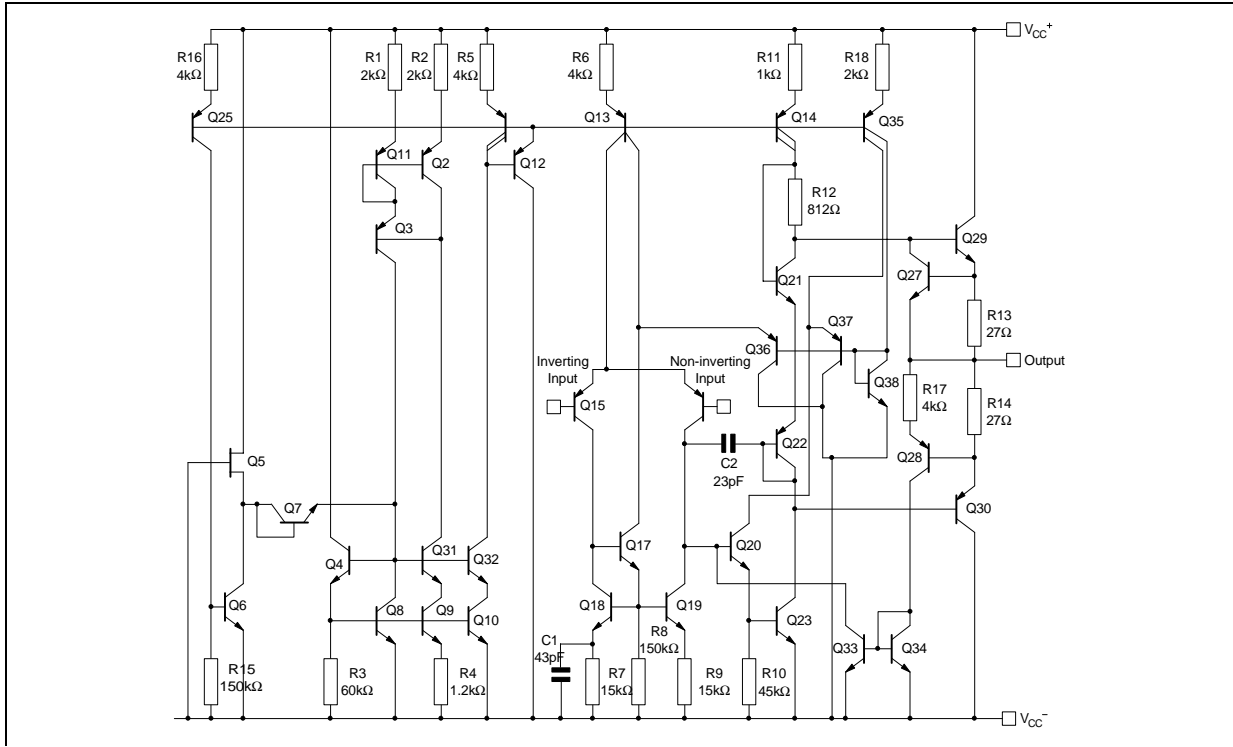 V_CC^+
R16
4kΩ
R1
2kΩ
R2
2kΩ
R5
4kΩ
R6
4kΩ
R11
1kΩ
R18
2kΩ
Q25
Q13
Q14
Q35
Q11
Q2
Q12
R12
812Ω
Q3
Q29
Q27
Q21
R13
27Ω
Q37
Q36
Inverting
Input
Non-inverting
Input
Output
Q38
R17
4kΩ
R14
27Ω
Q15
Q22
Q5
C2
23pF
Q28
Q7
Q30
Q4
Q31
Q32
Q17
Q20
Q6
Q8
Q9
Q10
Q18
Q19
Q23
C1
43pF
R8
150kΩ
Q33
Q34
R15
150kΩ
R3
60kΩ
R4
1.2kΩ
R7
15kΩ
R9
15kΩ
R10
45kΩ
V_CC^−